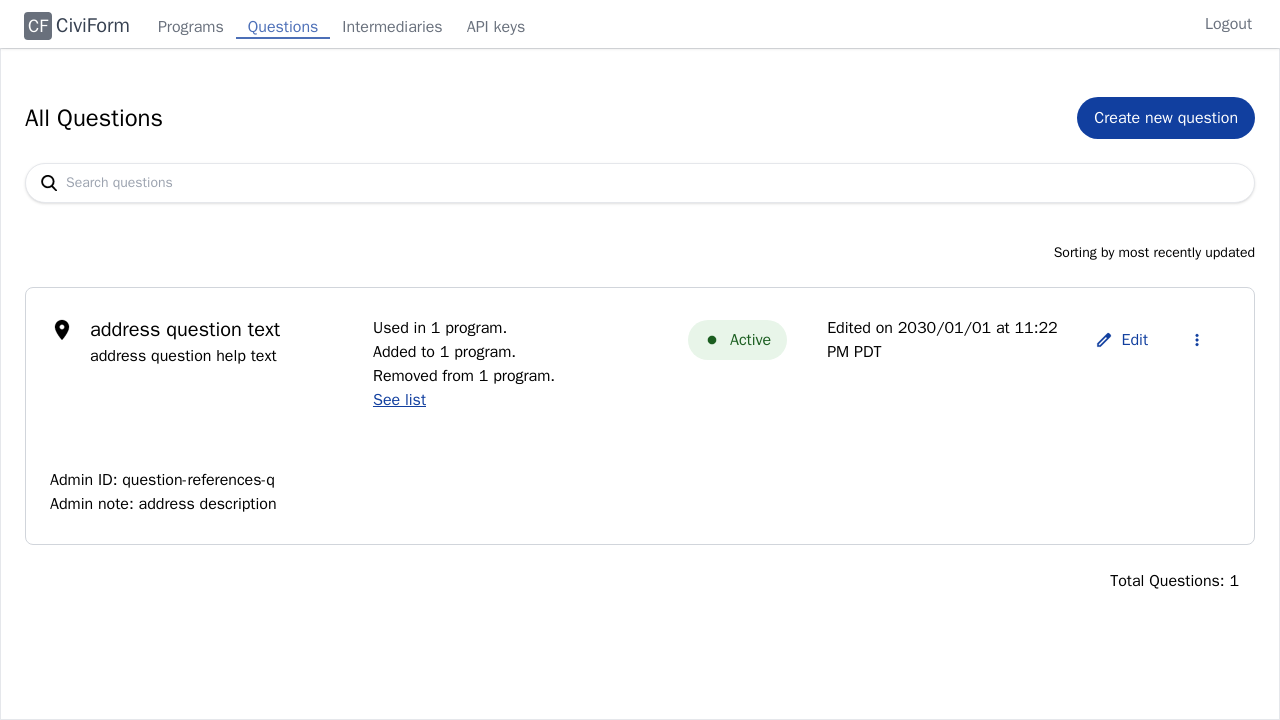 CF CiviForm Programs Questions Intermediaries API keys Logout
All Questions
Create new question
Search questions
Sorting by most recently updated
address question text
address question help text
Used in 1 program.
Added to 1 program.
Removed from 1 program.
See list
Active
Edited on 2030/01/01 at 11:22
PM PDT
Edit
Admin ID: question-references-q
Admin note: address description
Total Questions: 1